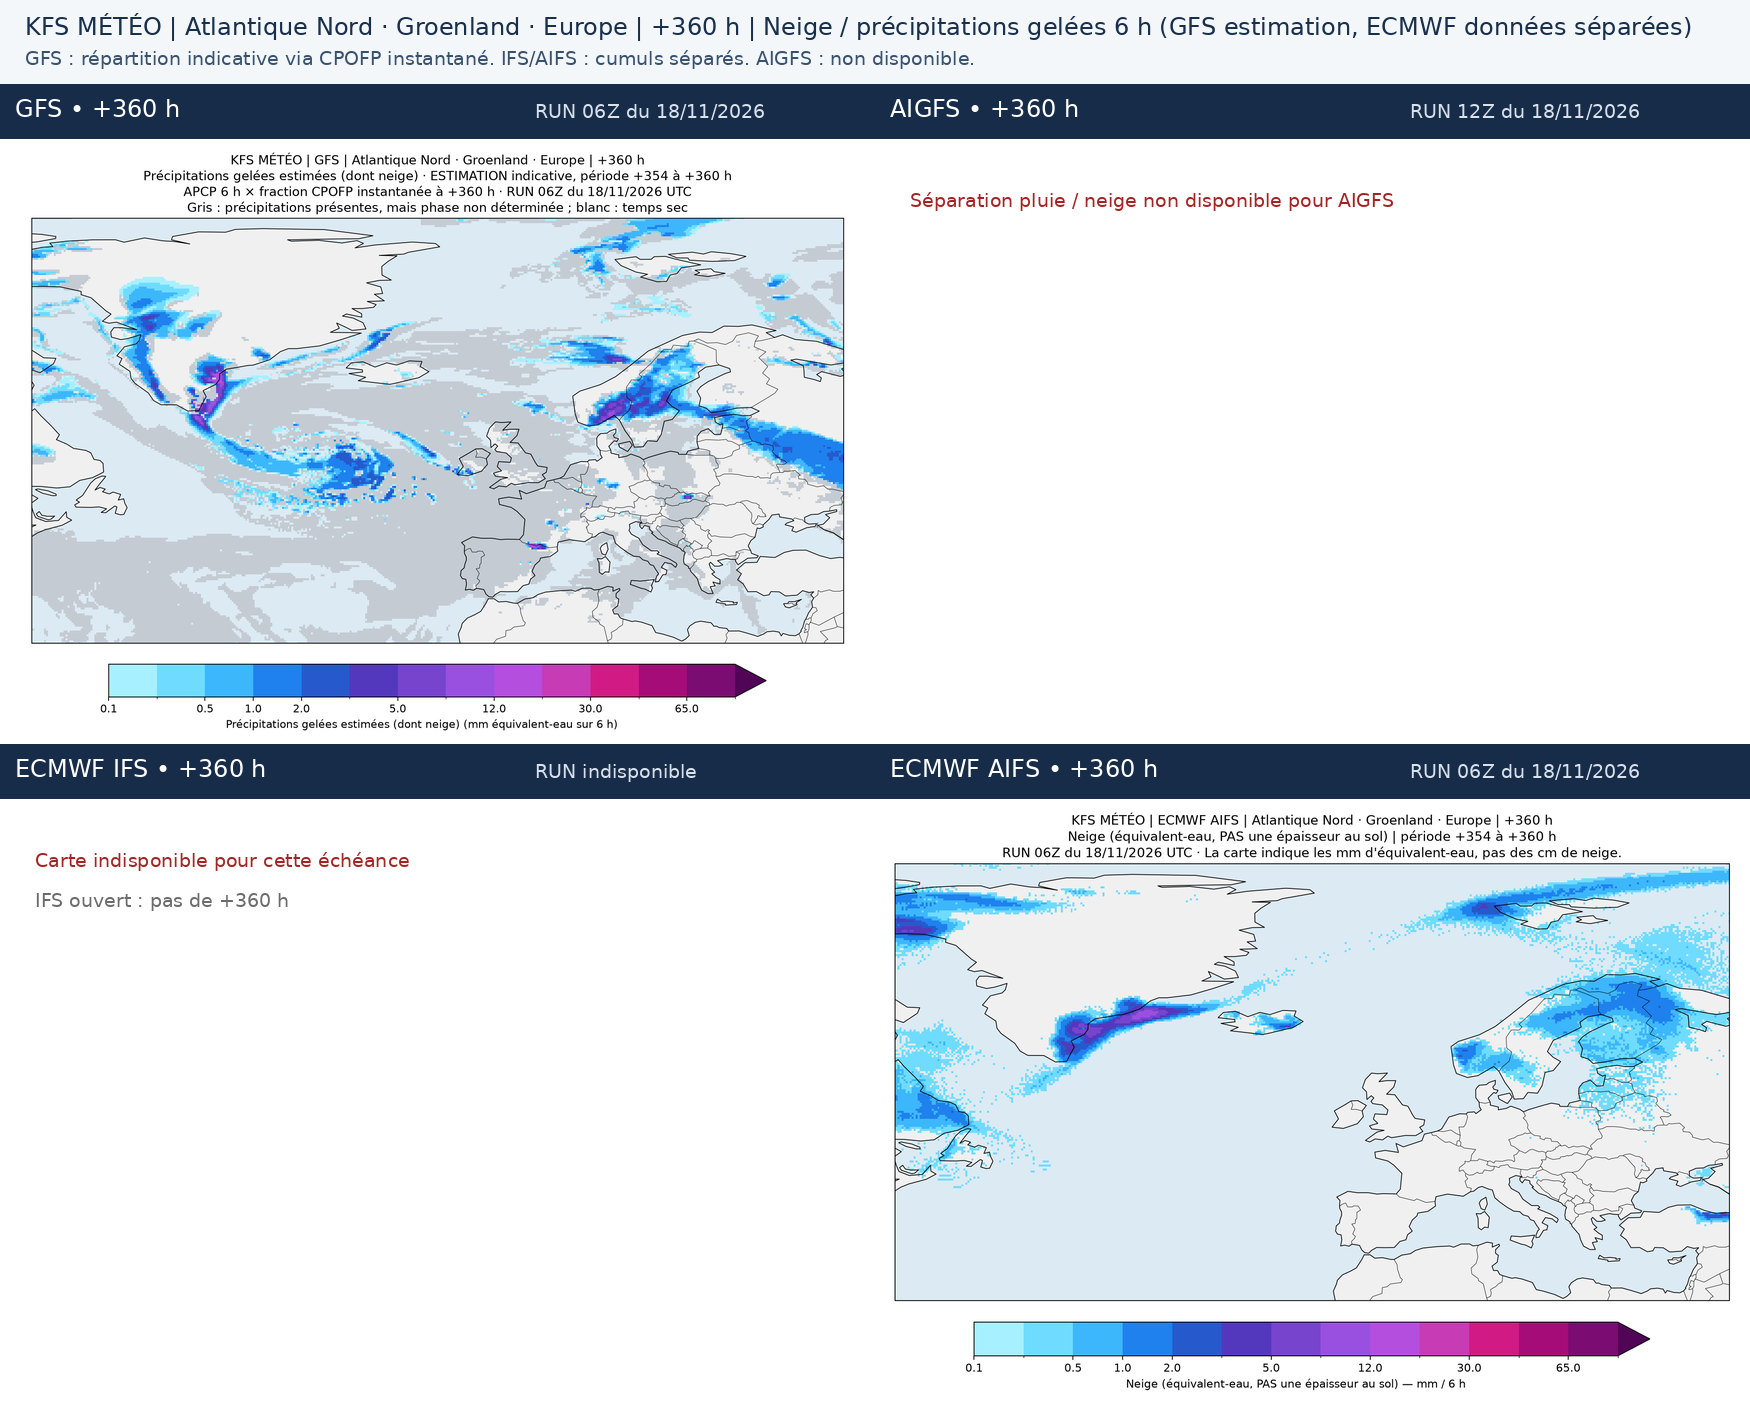 KFS MÉTÉO | Atlantique Nord · Groenland · Europe | +360 h | Neige / précipitations gelées 6 h (GFS estimation, ECMWF données séparées)
GFS : répartition indicative via CPOFP instantané. IFS/AIFS : cumuls séparés. AIGFS : non disponible.
GFS • +360 h
RUN 06Z du 18/11/2026
AIGFS • +360 h
RUN 12Z du 18/11/2026
KFS MÉTÉO | GFS | Atlantique Nord · Groenland · Europe | +360 h
Précipitations gelées estimées (dont neige) · ESTIMATION indicative, période +354 à +360 h
APCP 6 h × fraction CPOFP instantanée à +360 h · RUN 06Z du 18/11/2026 UTC
Gris : précipitations présentes, mais phase non déterminée ; blanc : temps sec
0.1 0.5 1.0 2.0 5.0 12.0 30.0 65.0
Précipitations gelées estimées (dont neige) (mm équivalent-eau sur 6 h)
Séparation pluie / neige non disponible pour AIGFS
ECMWF IFS • +360 h
RUN indisponible
ECMWF AIFS • +360 h
RUN 06Z du 18/11/2026
Carte indisponible pour cette échéance
IFS ouvert : pas de +360 h
KFS MÉTÉO | ECMWF AIFS | Atlantique Nord · Groenland · Europe | +360 h
Neige (équivalent-eau, PAS une épaisseur au sol) | période +354 à +360 h
RUN 06Z du 18/11/2026 UTC · La carte indique les mm d'équivalent-eau, pas des cm de neige.
0.1 0.5 1.0 2.0 5.0 12.0 30.0 65.0
Neige (équivalent-eau, PAS une épaisseur au sol) — mm / 6 h